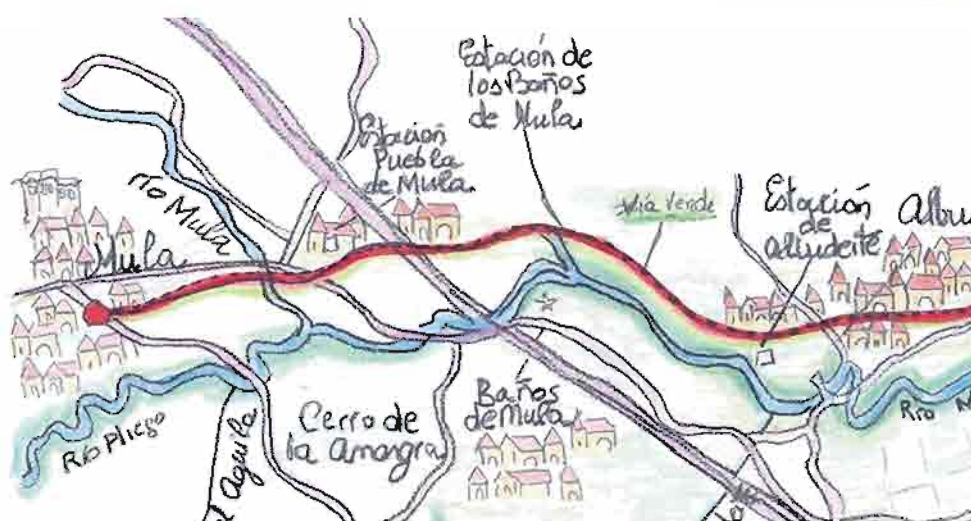 Estación de
los Baños
de Mula
Estación
Puebla
de Mula
Río Mula
Vía Verde
Estación
de
Albudeite
Albu
Mula
Río Pliego
Cerro de
la Amangra
Baños
de Mula
Río M
l Aguila